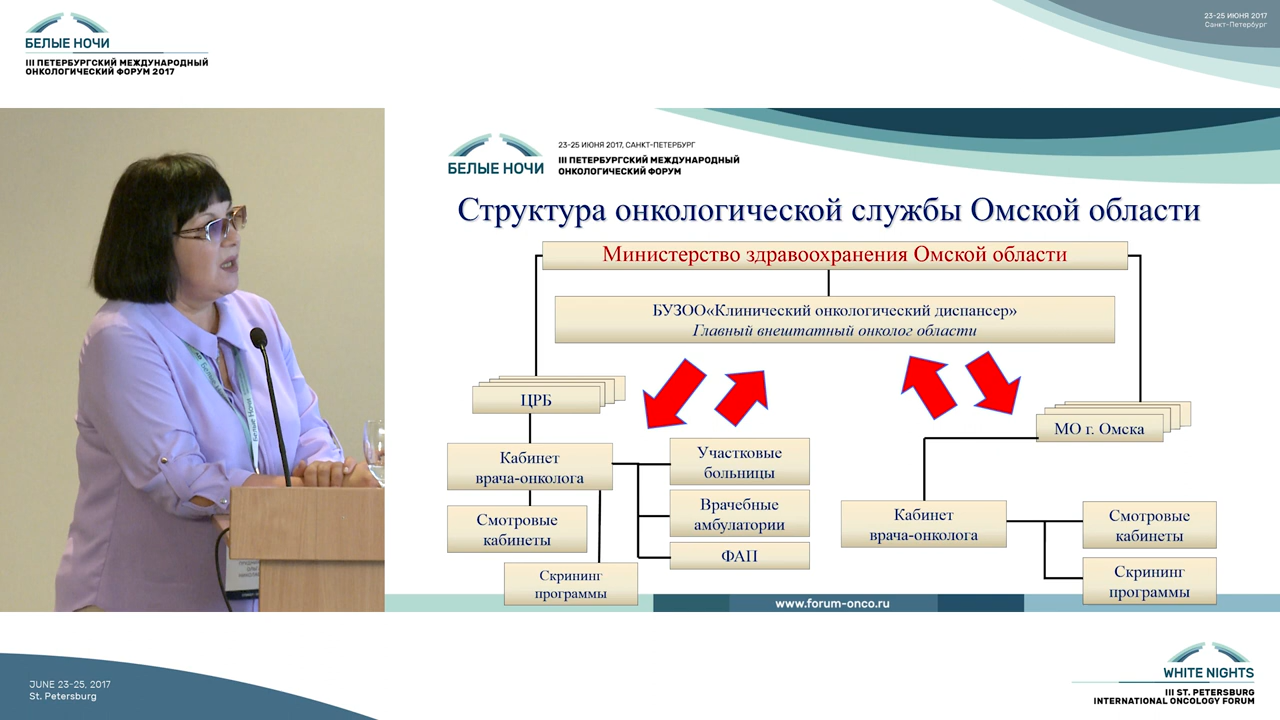 БЕЛЫЕ НОЧИ
III ПЕТЕРБУРГСКИЙ МЕЖДУНАРОДНЫЙ
ОНКОЛОГИЧЕСКИЙ ФОРУМ 2017
23-25 ИЮНЯ 2017
Санкт-Петербург
БЕЛЫЕ НОЧИ
23-25 ИЮНЯ 2017, САНКТ-ПЕТЕРБУРГ
III ПЕТЕРБУРГСКИЙ МЕЖДУНАРОДНЫЙ
ОНКОЛОГИЧЕСКИЙ ФОРУМ
Структура онкологической службы Омской области
Министерство здравоохранения Омской области
БУЗОО«Клинический онкологический диспансер»
Главный внештатный онколог области
ЦРБ
Кабинет
врача-онколога
Смотровые
кабинеты
Скрининг
программы
Участковые
больницы
Врачебные
амбулатории
ФАП
МО г. Омска
Кабинет
врача-онколога
Смотровые
кабинеты
Скрининг
программы
www.forum-onco.ru
JUNE 23-25, 2017
St. Petersburg
WHITE NIGHTS
III ST. PETERSBURG
INTERNATIONAL ONCOLOGY FORUM